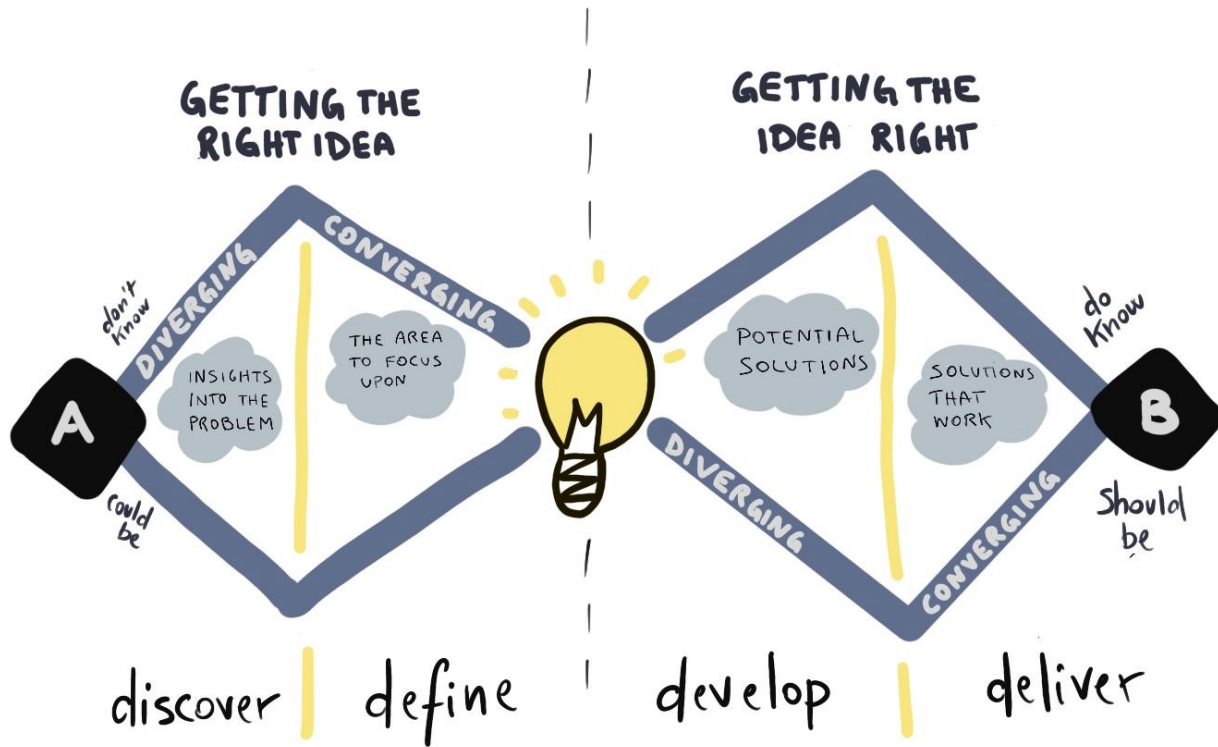 GETTING THE
RIGHT IDEA
GETTING THE
IDEA RIGHT
DIVERGING
CONVERGING
don't
know
A
could
be
INSIGHTS
INTO THE
PROBLEM
THE AREA
TO FOCUS
UPON
POTENTIAL
SOLUTIONS
SOLUTIONS
THAT
WORK
do
know
B
Should
be
DIVERGING
CONVERGING
discover
define
develop
deliver